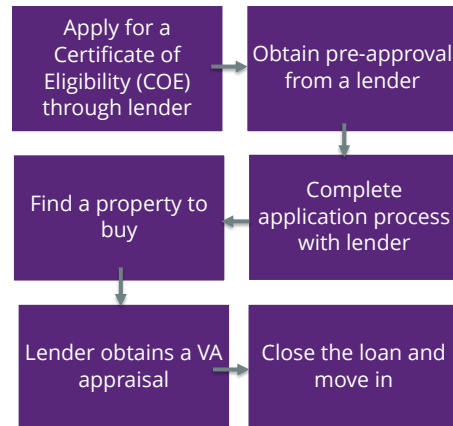 Apply for a
Certificate of
Eligibility (COE)
through lender
Obtain pre-approval
from a lender
Complete
application process
with lender
Find a property to
buy
Lender obtains a VA
appraisal
Close the loan and
move in